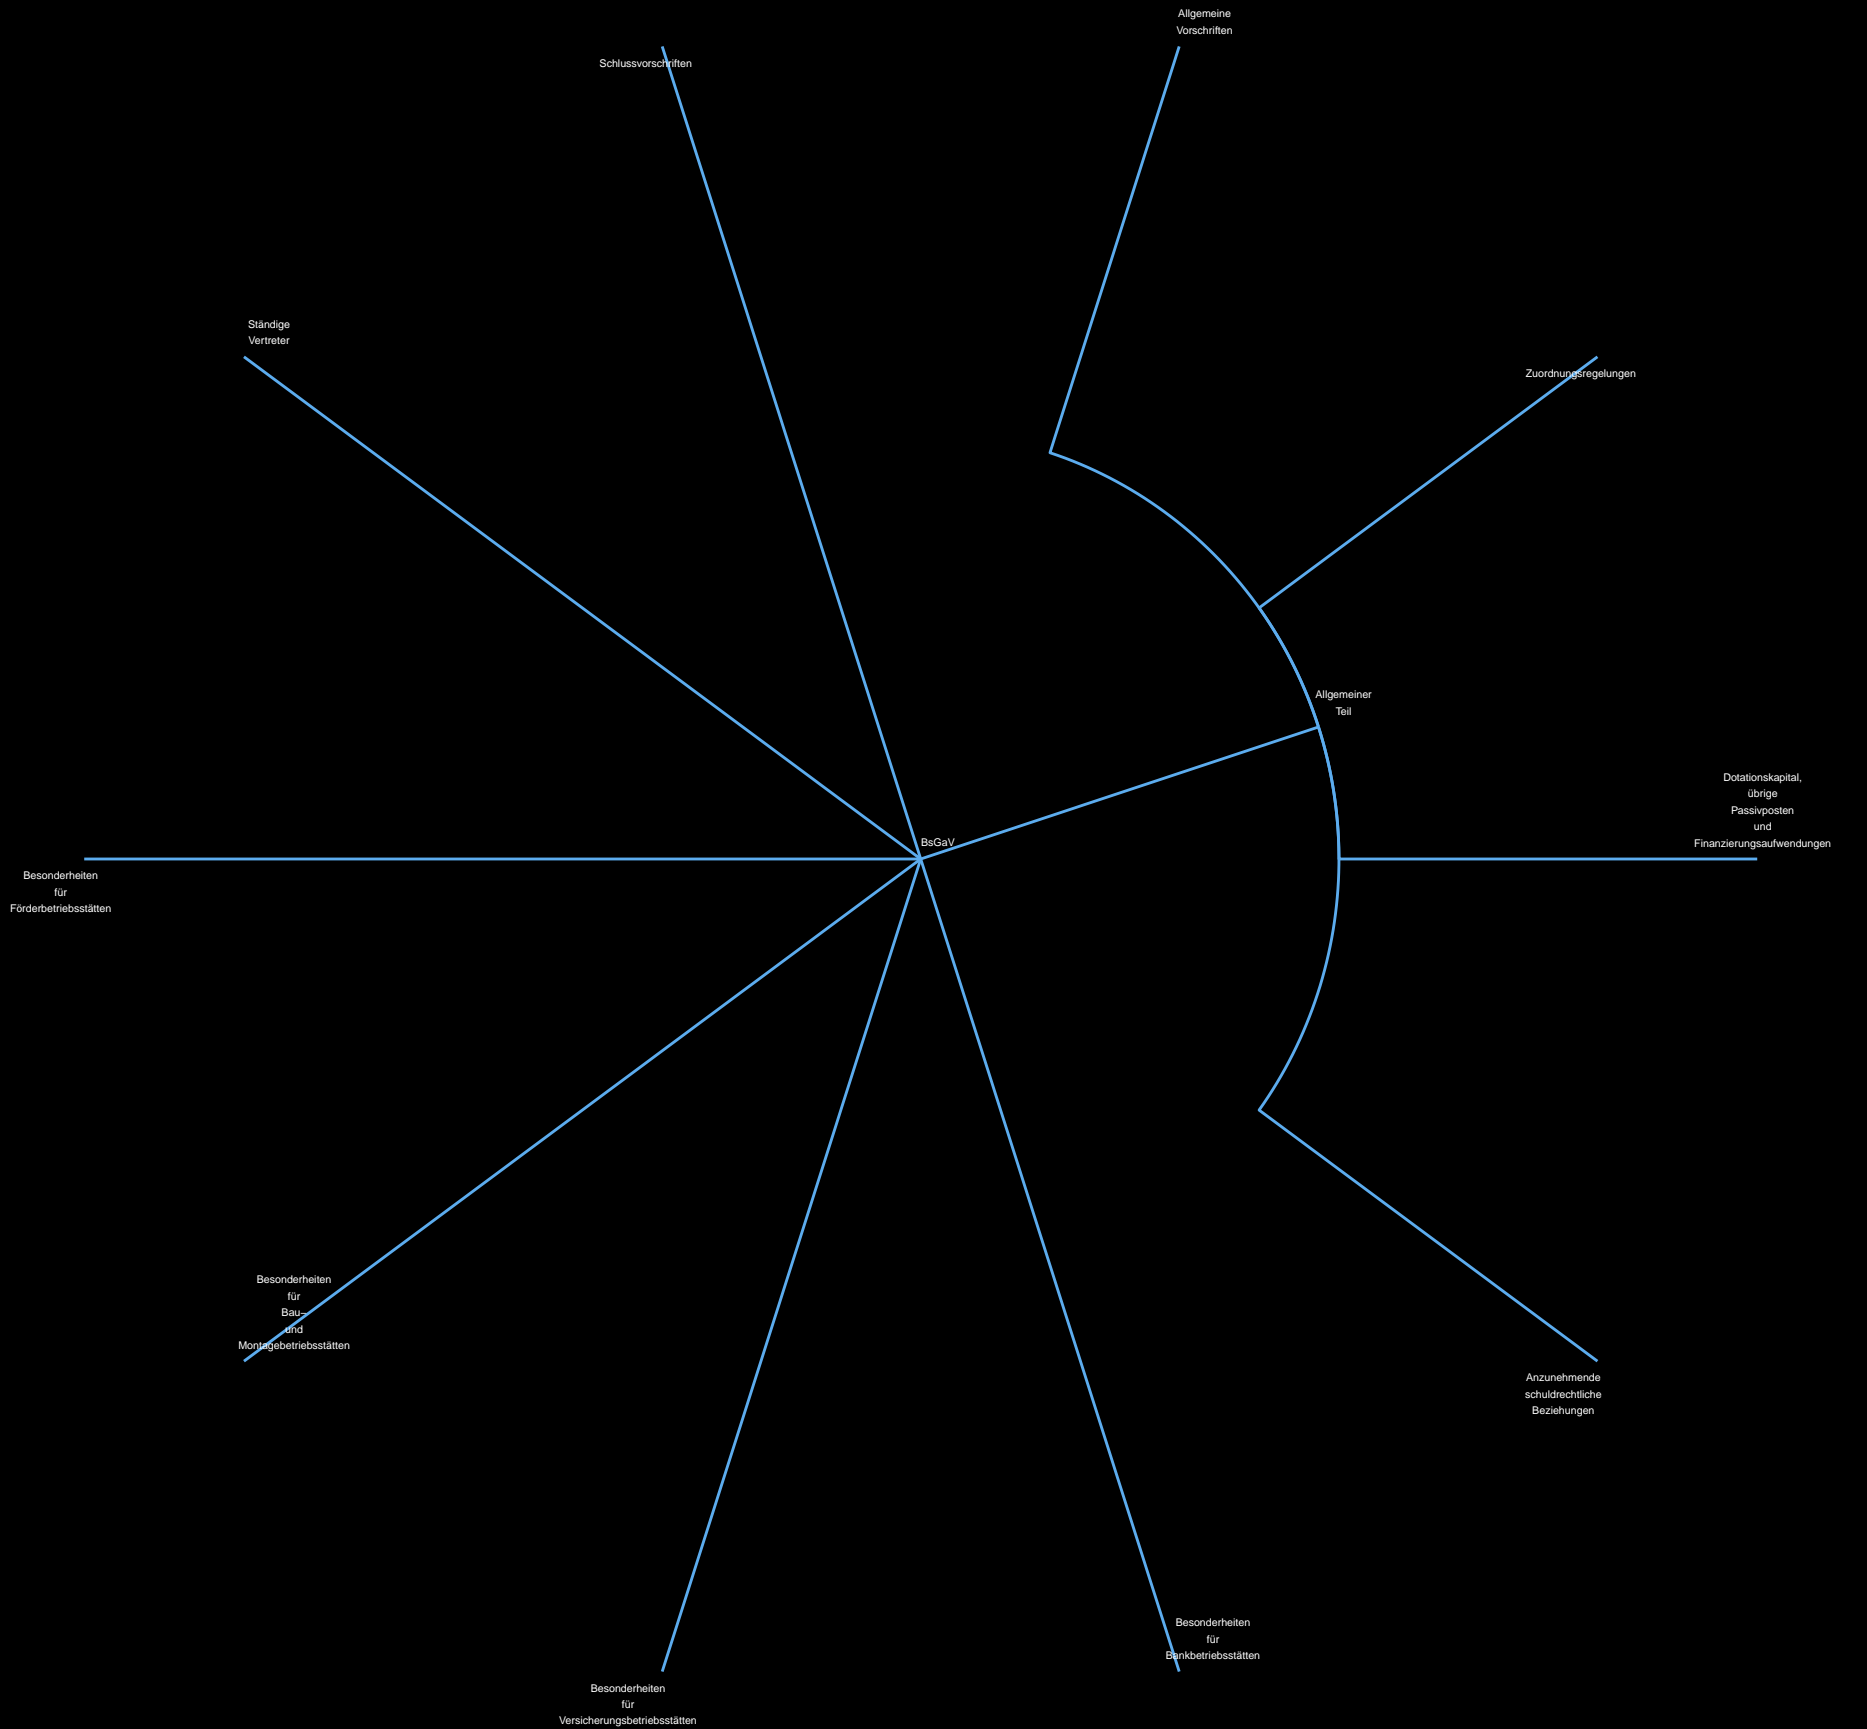 Allgemeine
Vorschriften
Schlussvorschriften
Ständige
Vertreter
Zuordnungsregelungen
Allgemeiner
Teil
Dotationskapital,
übrige
Passivposten
und
Finanzierungsaufwendungen
BsGaV
Besonderheiten
für
Förderbetriebsstätten
Besonderheiten
für
Bau–
und
Montagebetriebsstätten
Anzunehmende
schuldrechtliche
Beziehungen
Besonderheiten
für
Bankbetriebsstätten
Besonderheiten
für
Versicherungsbetriebsstätten